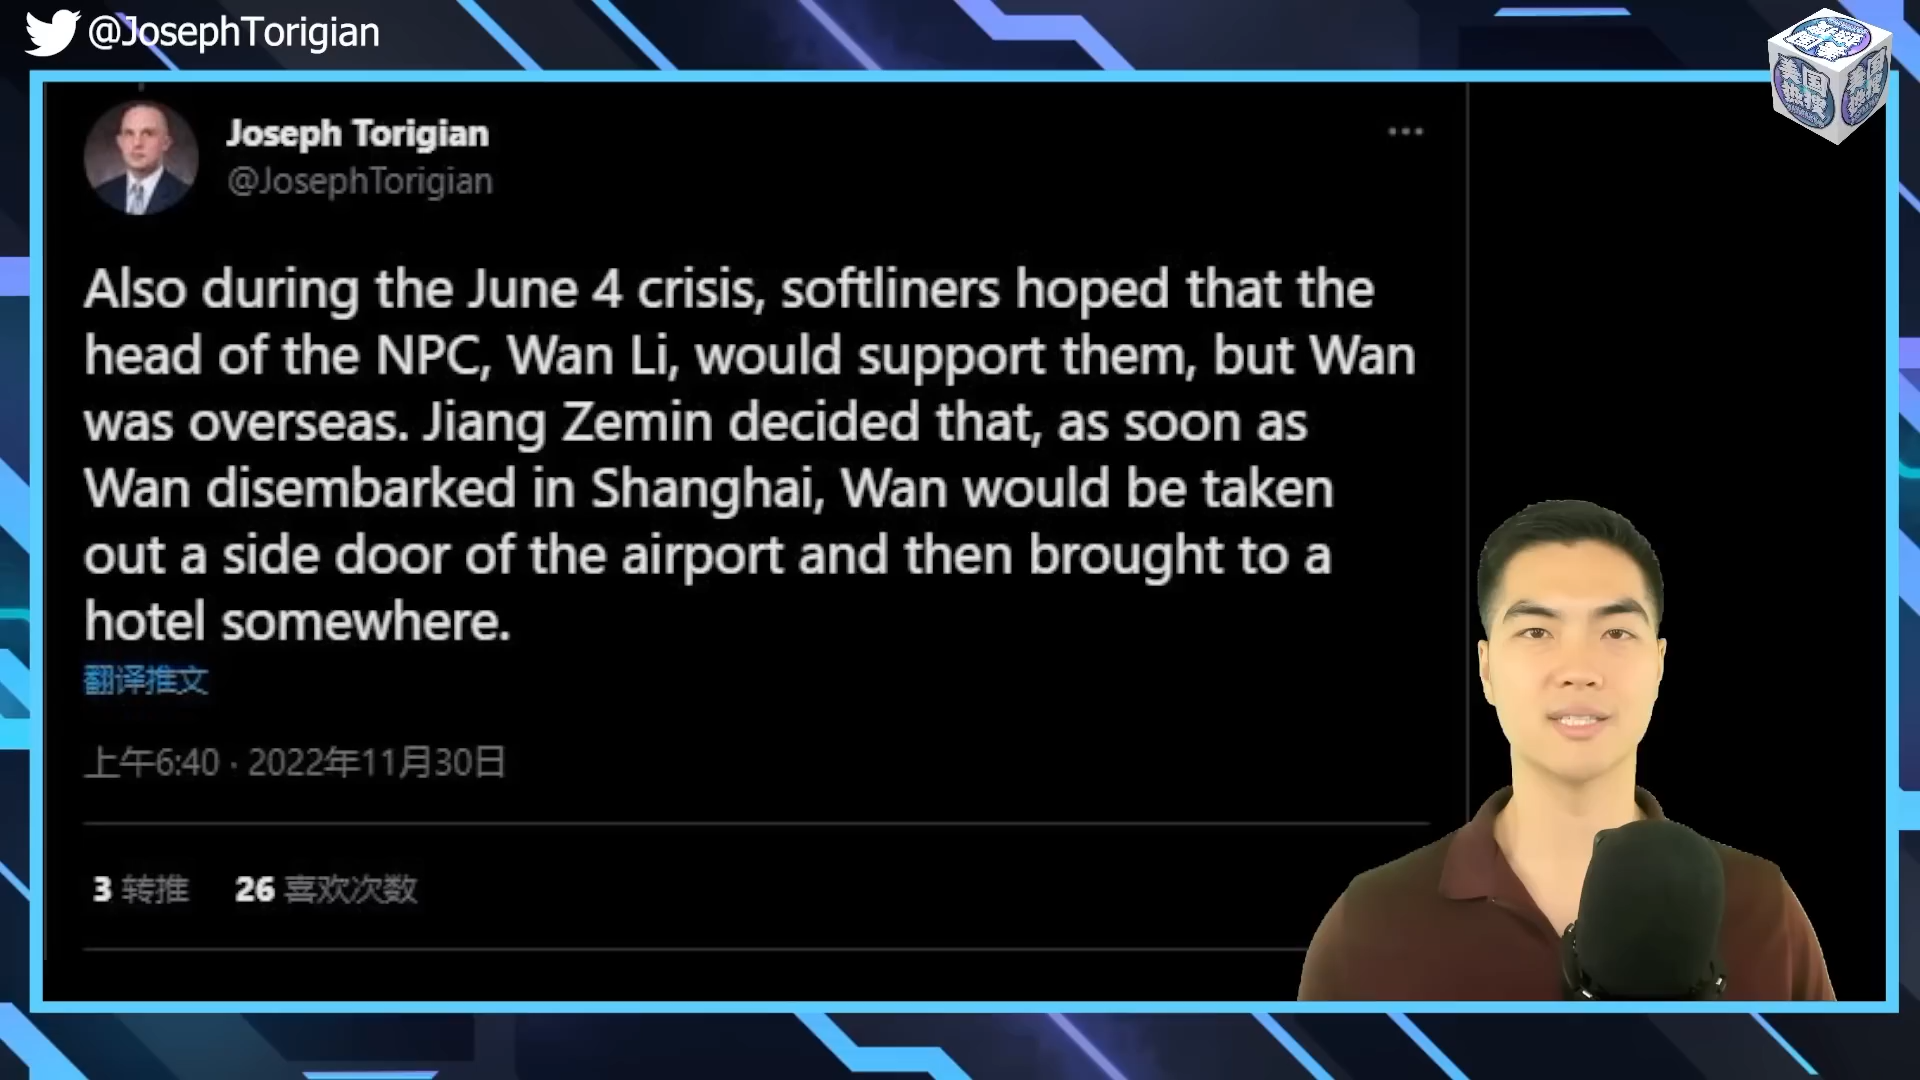 @JosephTorigian
Joseph Torigian
@JosephTorigian
Also during the June 4 crisis, softliners hoped that the
head of the NPC, Wan Li, would support them, but Wan
was overseas. Jiang Zemin decided that, as soon as
Wan disembarked in Shanghai, Wan would be taken
out a side door of the airport and then brought to a
hotel somewhere.
翻译推文
上午6:40 · 2022年11月30日
3 转推 26 喜欢次数